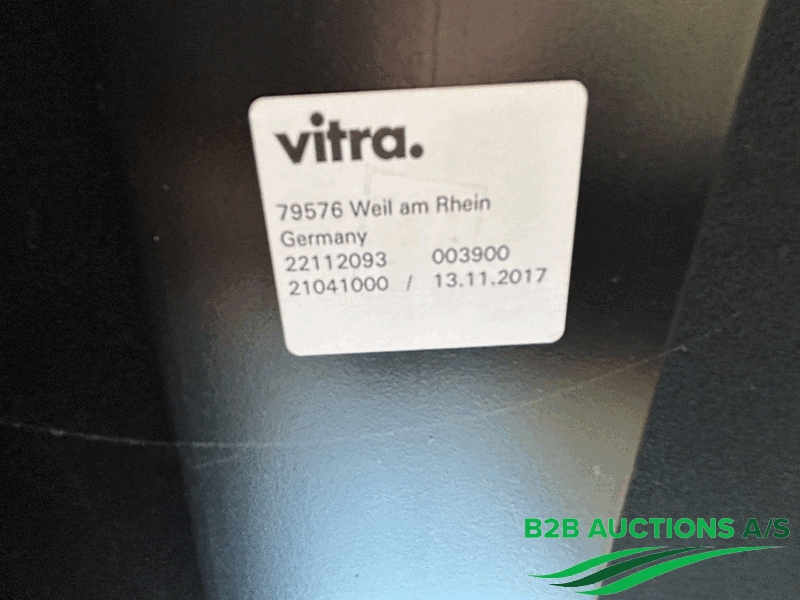 vitra.
79576 Weil am Rhein
Germany
22112093 003900
21041000 / 13.11.2017
B2B AUCTIONS A/S